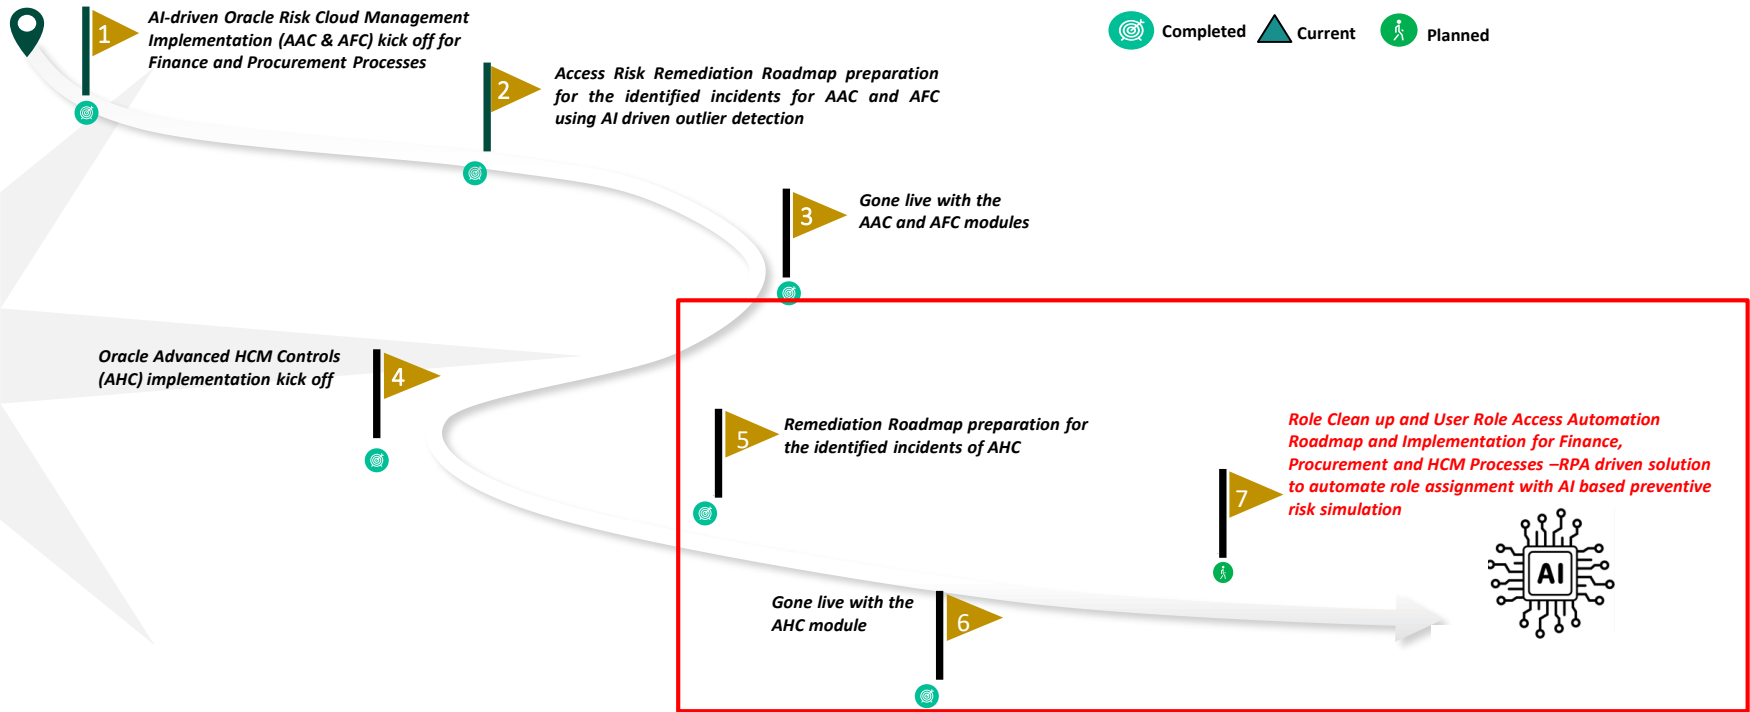 1
AI-driven Oracle Risk Cloud Management
Implementation (AAC & AFC) kick off for
Finance and Procurement Processes
Completed
Current
Planned
2
Access Risk Remediation Roadmap preparation
for the identified incidents for AAC and AFC
using AI driven outlier detection
3
Gone live with the
AAC and AFC modules
Oracle Advanced HCM Controls
(AHC) implementation kick off
4
5
Remediation Roadmap preparation for
the identified incidents of AHC
7
Role Clean up and User Role Access Automation
Roadmap and Implementation for Finance,
Procurement and HCM Processes –RPA driven solution
to automate role assignment with AI based preventive
risk simulation
AI
Gone live with the
AHC module
6